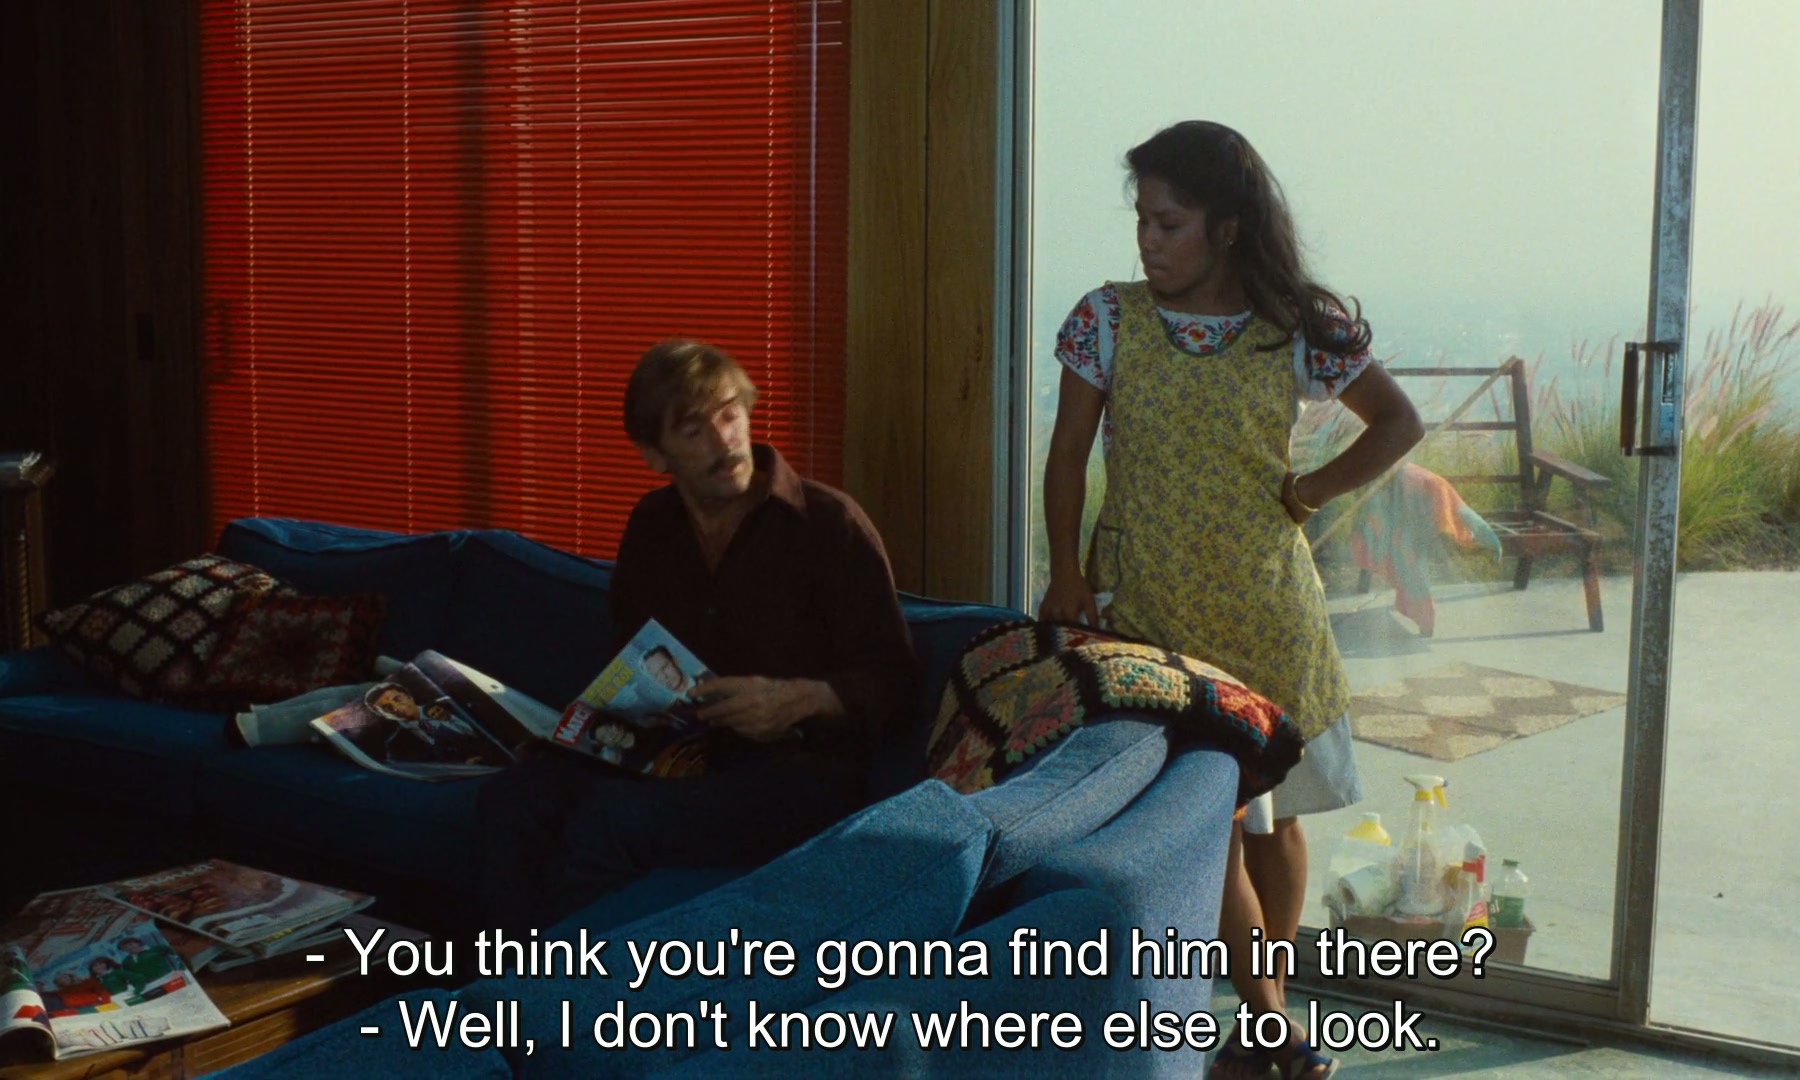 - You think you're gonna find him in there?
- Well, I don't know where else to look.